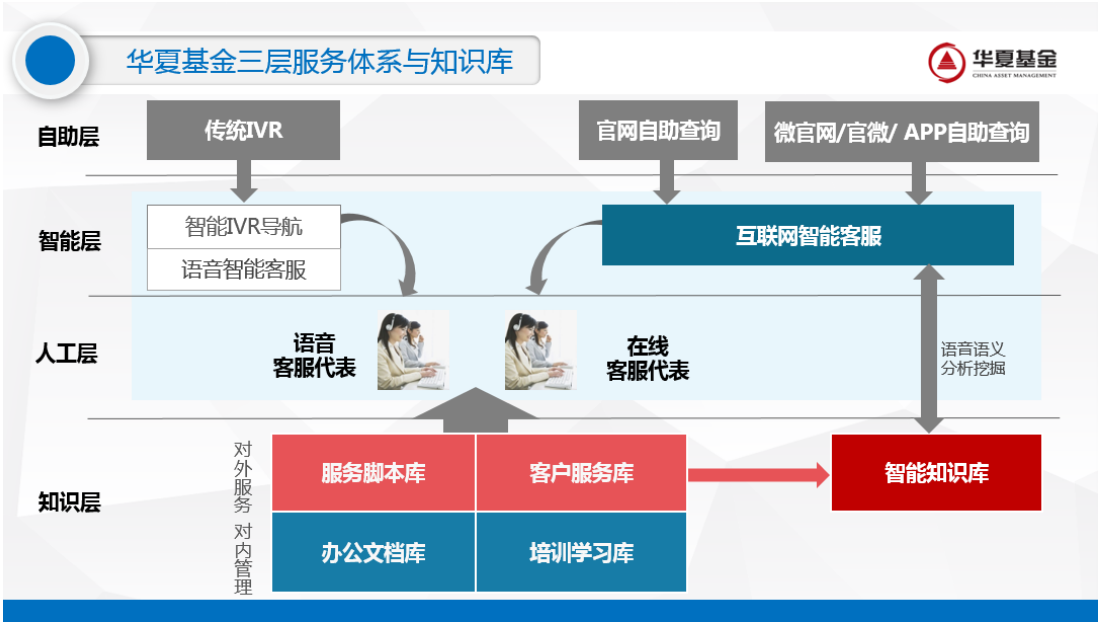 华夏基金三层服务体系与知识库
华夏基金
CHINA ASSET MANAGEMENT
自助层
传统IVR
官网自助查询
微官网/官微/ APP自助查询
智能层
智能IVR导航
语音智能客服
互联网智能客服
人工层
语音
客服代表
在线
客服代表
语音语义
分析挖掘
知识层
对外服务
服务脚本库
客户服务库
智能知识库
对内管理
办公文档库
培训学习库